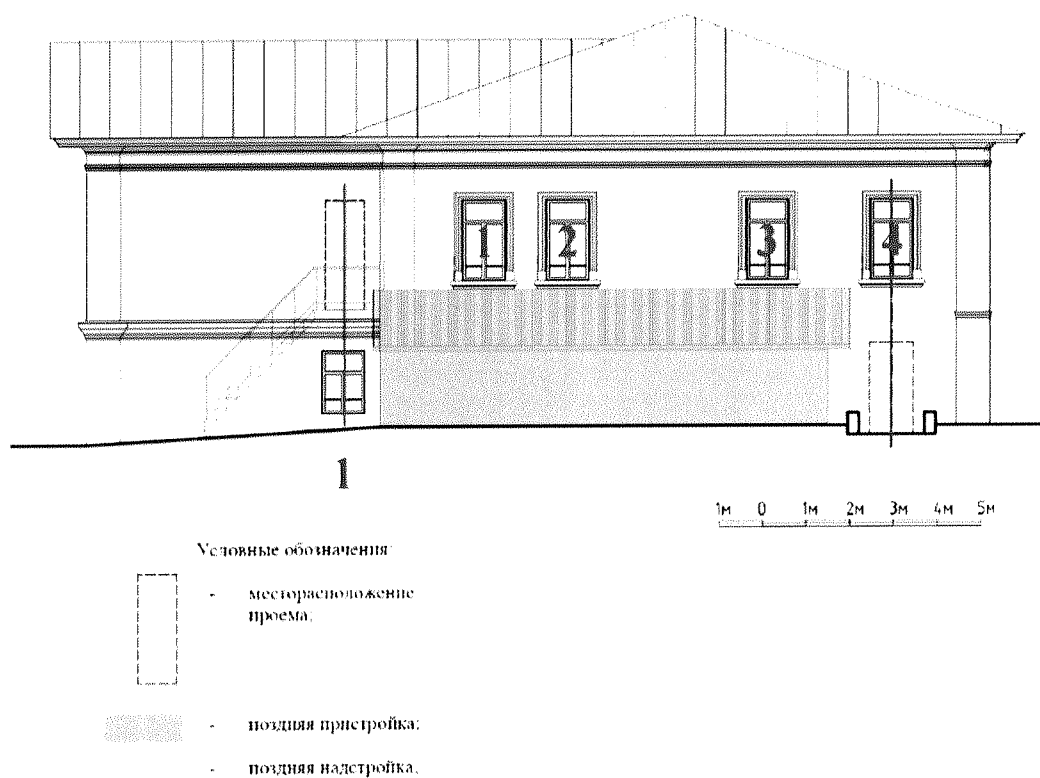 1 2 3 4
1
1м 0 1м 2м 3м 4м 5м
Условные обозначения:
- месторасположение
проема;
- поздняя пристройка;
- поздняя надстройка.